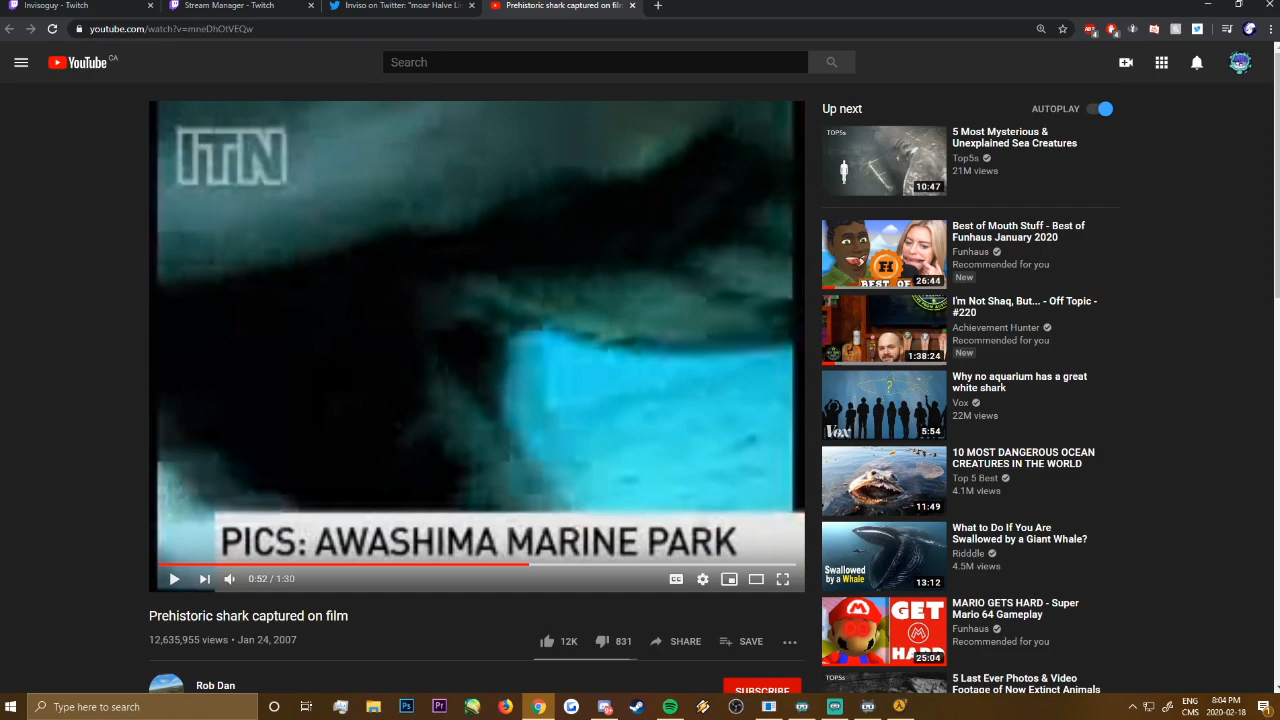 Invisoguy - Twitch
Stream Manager - Twitch
Inviso on Twitter: "moar Halve Lin
Prehistoric shark captured on film
youtube.com/watch?v=mneDhOtVEQw
YouTube CA
Search
ITN
PICS: AWASHIMA MARINE PARK
0:52 / 1:30
CC
Prehistoric shark captured on film
12,635,955 views • Jan 24, 2007
12K
831
SHARE
SAVE
Rob Dan
SUBSCRIBE
Up next
AUTOPLAY
TOP5s
10:47
5 Most Mysterious &
Unexplained Sea Creatures
Top5s
21M views
BEST OF
26:44
Best of Mouth Stuff - Best of
Funhaus January 2020
Funhaus
Recommended for you
New
1:38:24
I'm Not Shaq, But... - Off Topic -
#220
Achievement Hunter
Recommended for you
New
?
Vox
5:54
Why no aquarium has a great
white shark
Vox
22M views
11:49
10 MOST DANGEROUS OCEAN
CREATURES IN THE WORLD
Top 5 Best
4.1M views
Swallowed
by a Whale
13:12
What to Do If You Are
Swallowed by a Giant Whale?
Ridddle
4.5M views
GET
HARD
25:04
MARIO GETS HARD - Super
Mario 64 Gameplay
Funhaus
Recommended for you
TOP5s
5 Last Ever Photos & Video
Footage of Now Extinct Animals
Type here to search
Ps
Pr
ENG
CMS
8:04 PM
2020-02-18